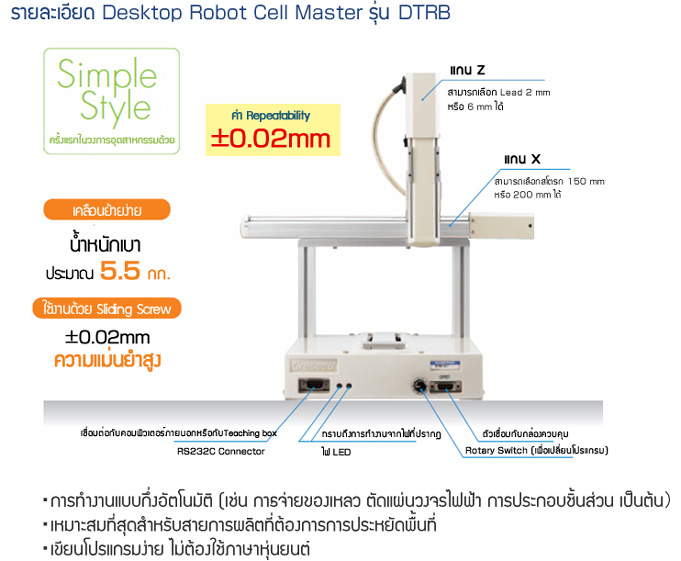 รายละเอียด Desktop Robot Cell Master รุ่น DTRB
Simple
Style
ครั้งแรกในวงการอุตสาหกรรมด้วย
ค่า Repeatability
±0.02mm
แกน Z
สามารถเลือก Lead 2 mm
หรือ 6 mm ได้
แกน X
สามารถเลือกสโตรก 150 mm
หรือ 200 mm ได้
เคลื่อนย้ายง่าย
น้ำหนักเบา
ประมาณ 5.5 กก.
ใช้งานด้วย Sliding Screw
±0.02mm
ความแม่นยำสูง
เชื่อมต่อกับคอมพิวเตอร์ภายนอกหรือกับTeaching box
RS232C Connector
ทราบถึงการทำงานจากไฟที่ปรากฏ
ไฟ LED
ตัวเชื่อมกับกล่องควบคุม
Rotary Switch (เพื่อเปลี่ยนโปรแกรม)
• การทำงานแบบกึ่งอัตโนมัติ (เช่น การจ่ายของเหลว ตัดแผ่นวงจรไฟฟ้า การประกอบชิ้นส่วน เป็นต้น)
• เหมาะสมที่สุดสำหรับสายการผลิตที่ต้องการการประหยัดพื้นที่
• เขียนโปรแกรมง่าย ไม่ต้องใช้ภาษาหุ่นยนต์